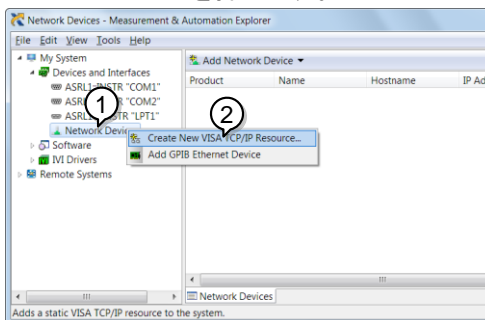 Network Devices - Measurement & Automation Explorer
File Edit View Tools Help
My System
Devices and Interfaces
"COM1"
"COM2"
"LPT1"
Network
Software
IVI Drivers
Remote Systems
Add Network Device
Product Name Hostname IP
1
2
Create New VISA TCP/IP Resource...
Add GPIB Ethernet Device
Network Devices
Adds a static VISA TCP/IP resource to the system.